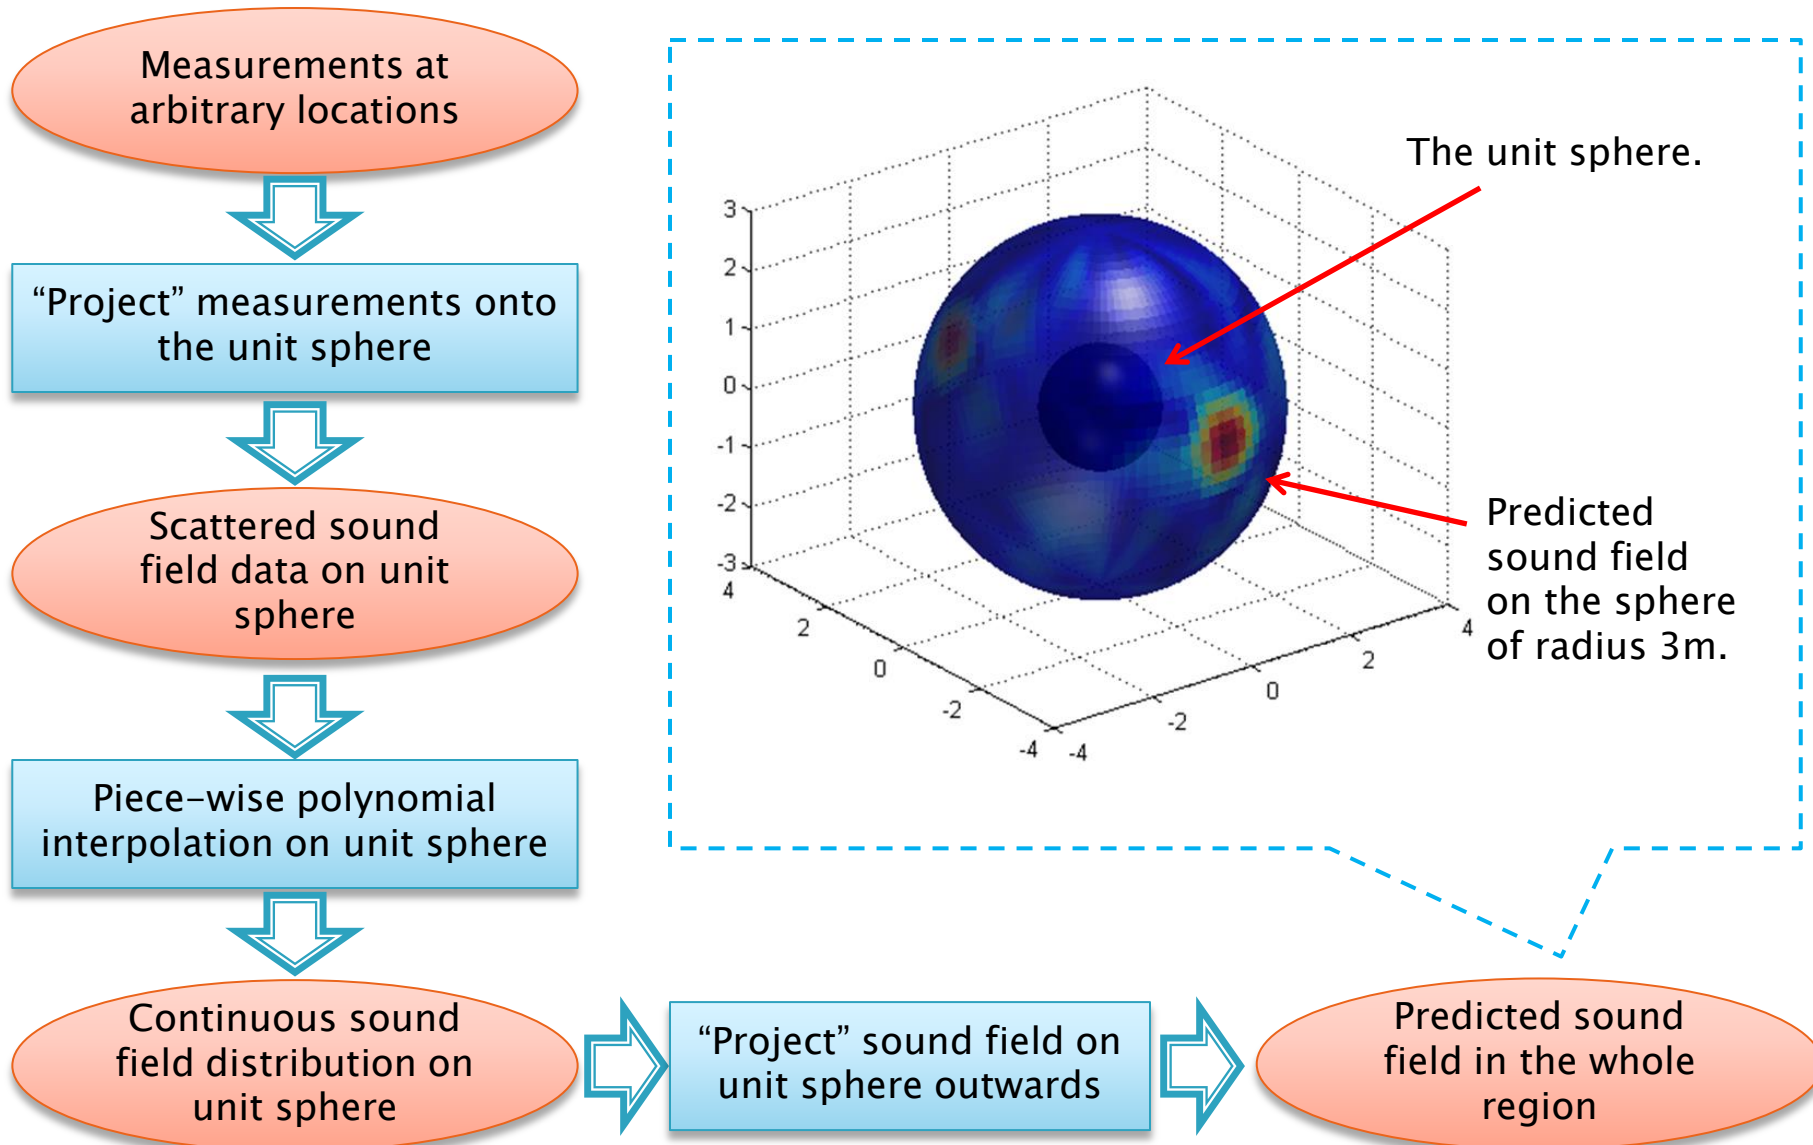 Measurements at
arbitrary locations
“Project” measurements onto
the unit sphere
Scattered sound
field data on unit
sphere
Piece-wise polynomial
interpolation on unit sphere
Continuous sound
field distribution on
unit sphere
“Project” sound field on
unit sphere outwards
Predicted sound
field in the whole
region
The unit sphere.
Predicted
sound field
on the sphere
of radius 3m.
3
2
1
0
-1
-2
-3
4
2
0
-2
-4
-4
-2
0
2
4